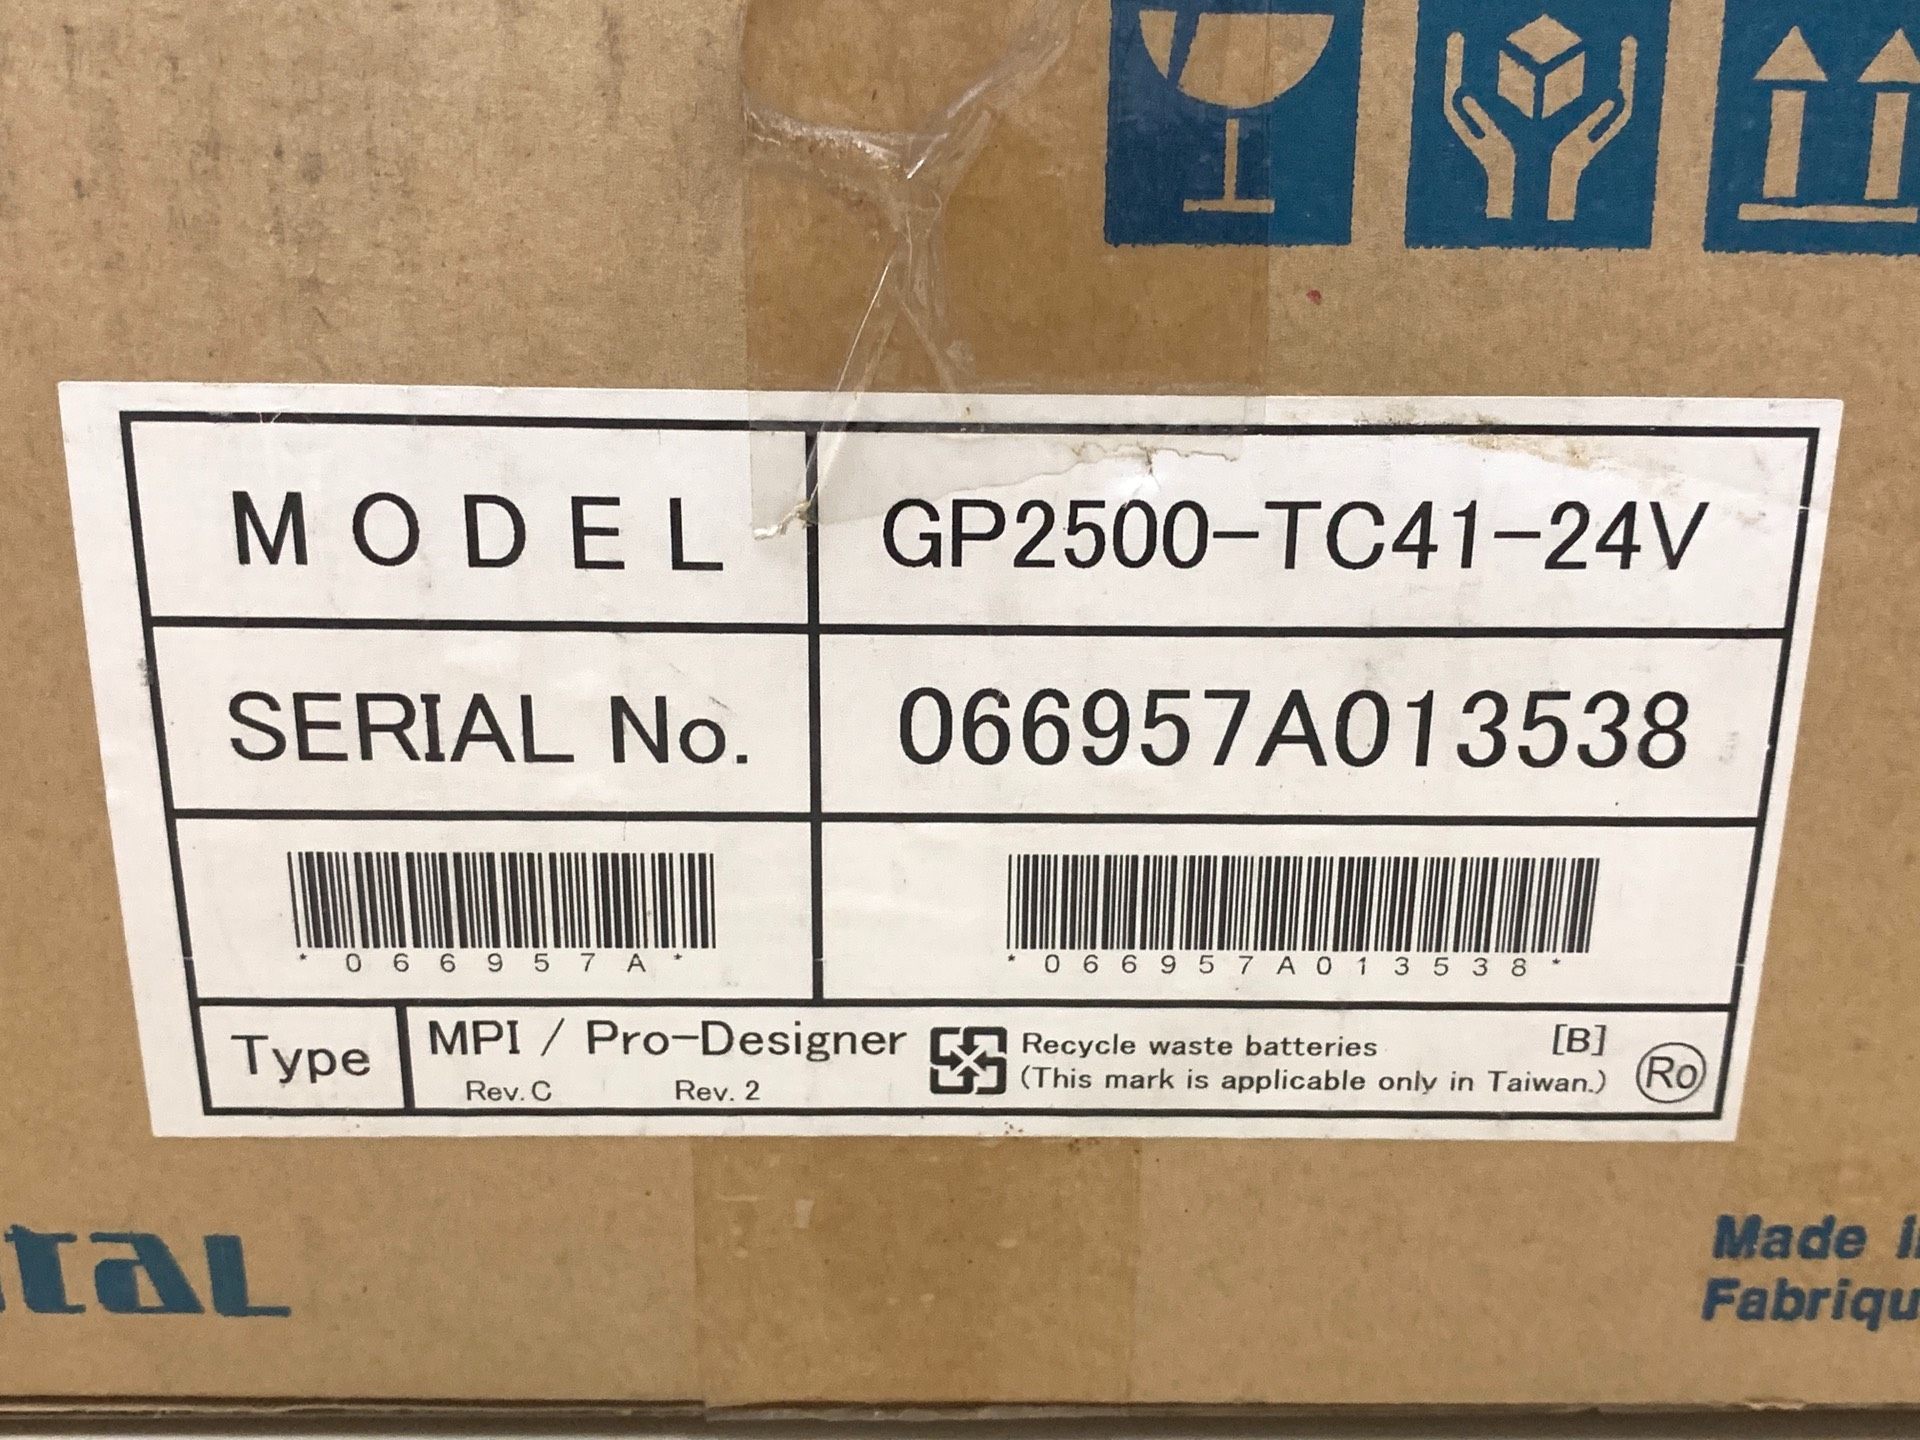 MODEL GP2500-TC41-24V
SERIAL No. 066957A013538
*066957A* *066957A013538*
Type MPI / Pro-Designer Recycle waste batteries [B]
Rev. C Rev. 2 (This mark is applicable only in Taiwan.) Ro
Made